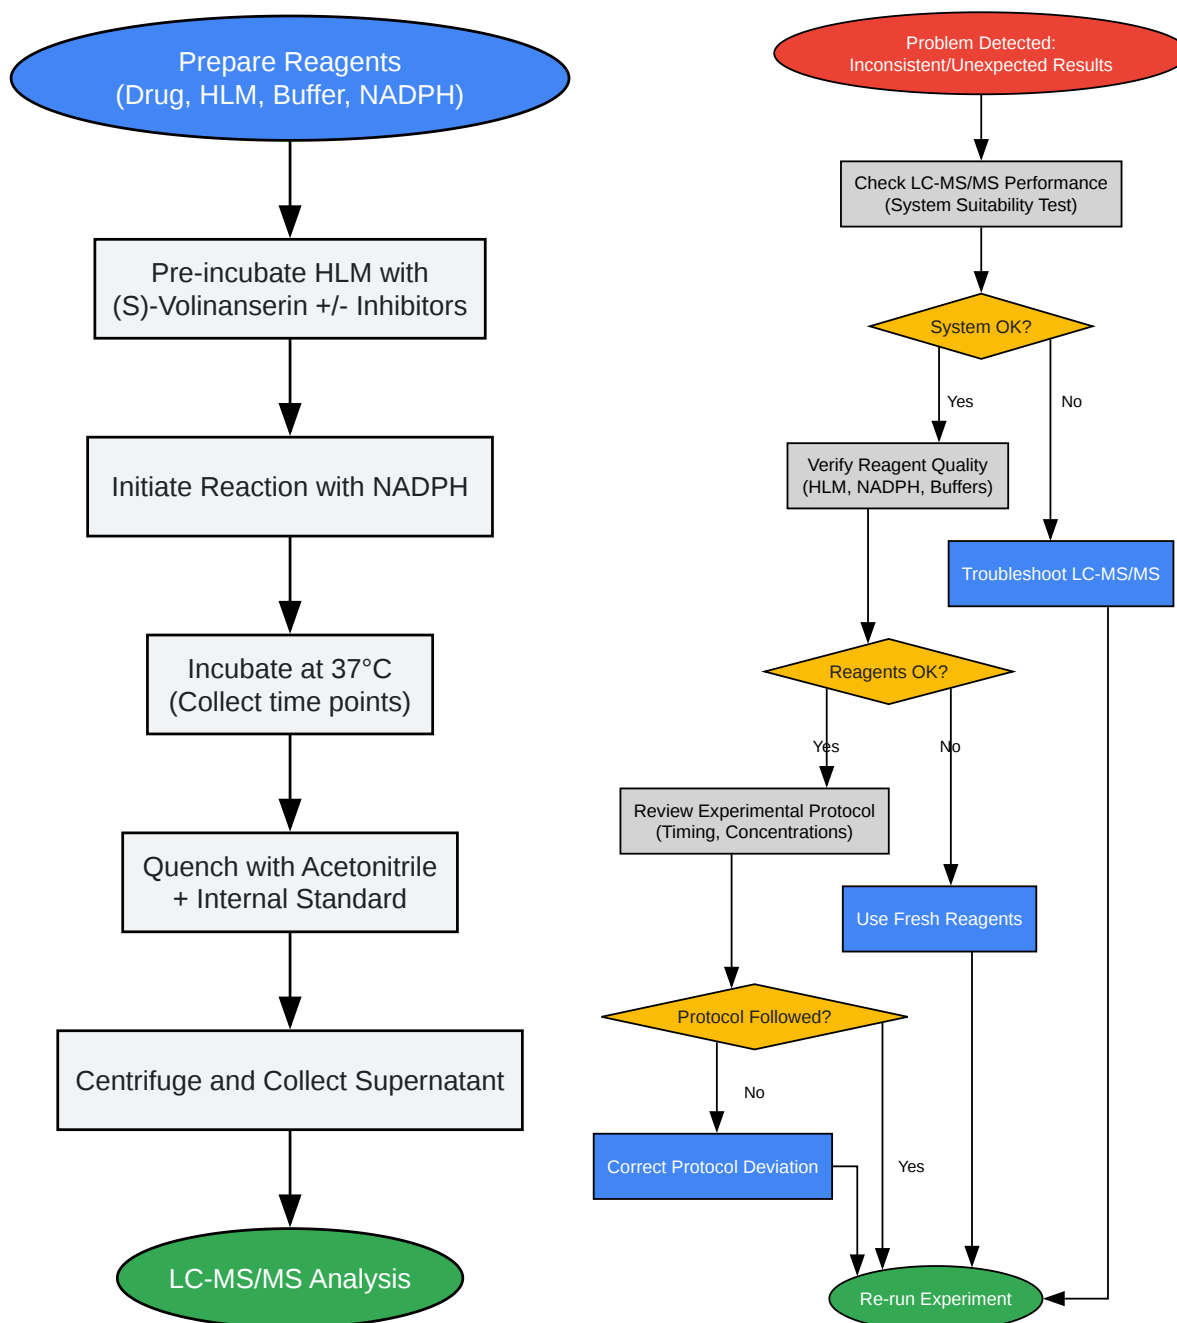 Prepare Reagents
(Drug, HLM, Buffer, NADPH)
Pre-incubate HLM with
(S)-Volinanserin +/- Inhibitors
Initiate Reaction with NADPH
Incubate at 37°C
(Collect time points)
Quench with Acetonitrile
+ Internal Standard
Centrifuge and Collect Supernatant
LC-MS/MS Analysis
Problem Detected:
Inconsistent/Unexpected Results
Check LC-MS/MS Performance
(System Suitability Test)
System OK?
Yes
No
Verify Reagent Quality
(HLM, NADPH, Buffers)
Troubleshoot LC-MS/MS
Reagents OK?
Yes
No
Review Experimental Protocol
(Timing, Concentrations)
Use Fresh Reagents
Protocol Followed?
No
Yes
Correct Protocol Deviation
Re-run Experiment